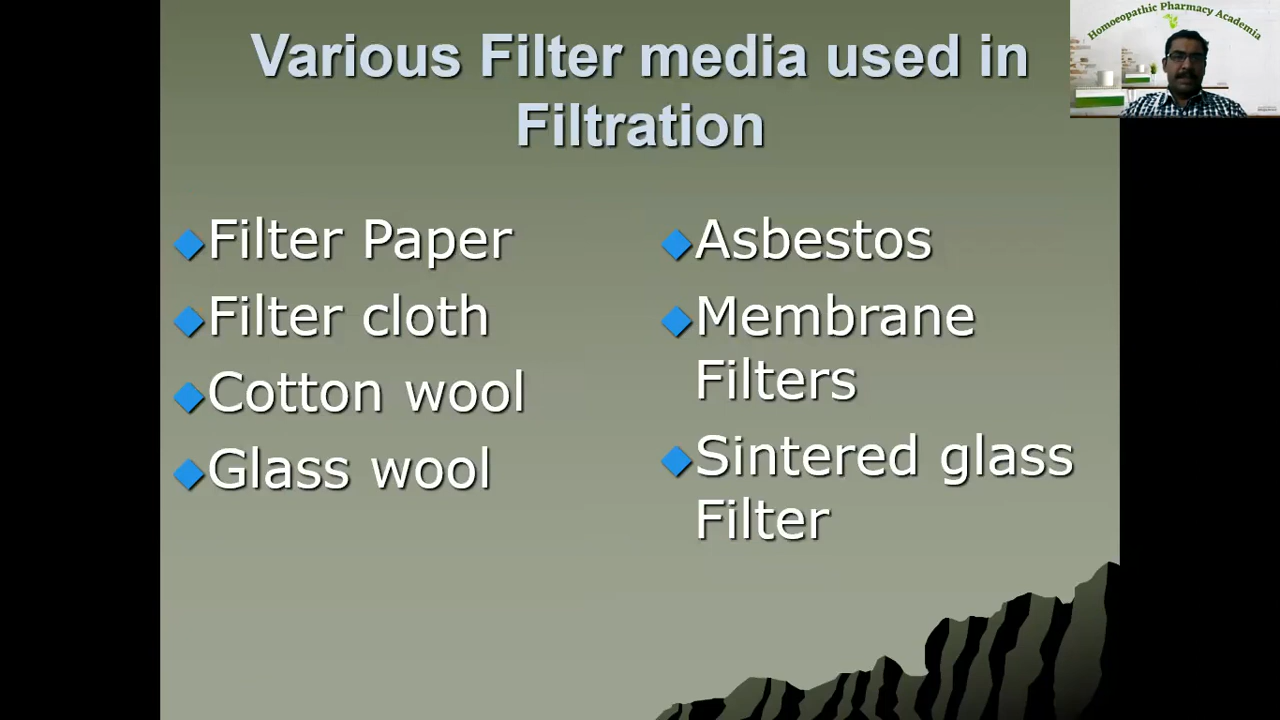 Various Filter media used in
Filtration
Filter Paper
Filter cloth
Cotton wool
Glass wool
Asbestos
Membrane
Filters
Sintered glass
Filter
Homoeopathic Pharmacy Academia